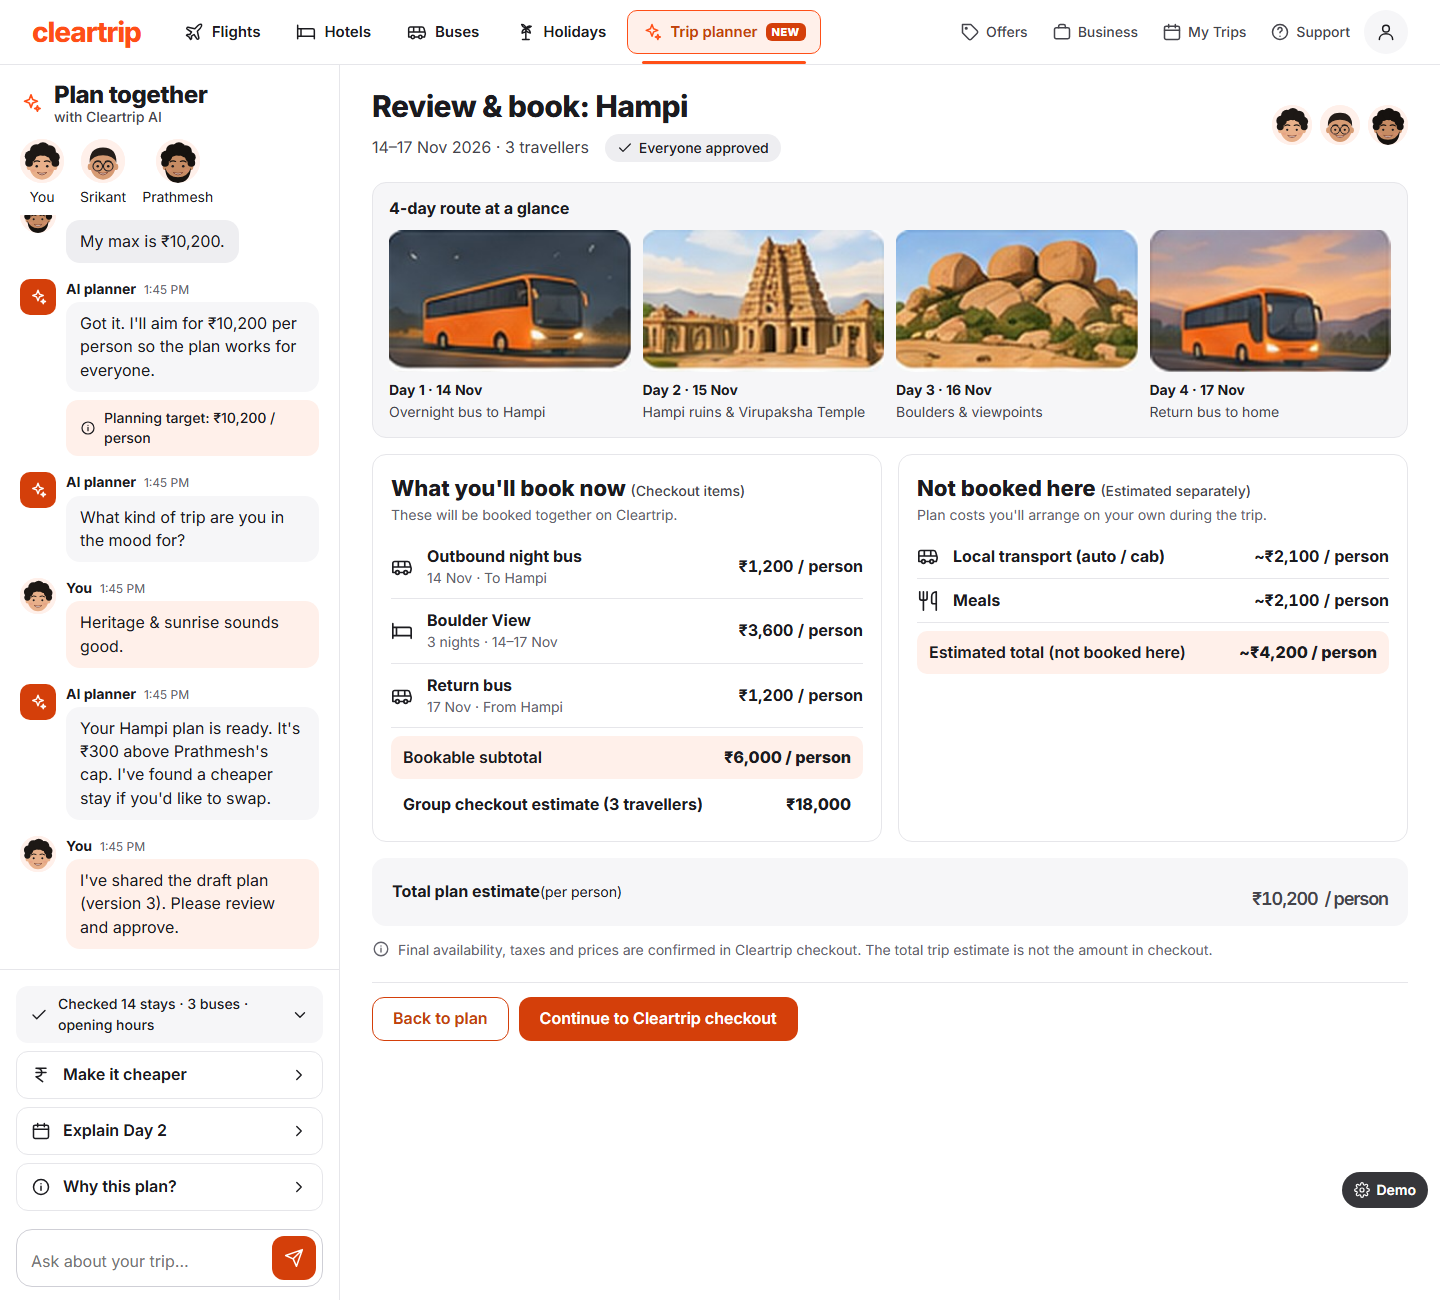 cleartrip
Flights
Hotels
Buses
Holidays
Trip planner NEW
Offers
Business
My Trips
Support
Plan together
with Cleartrip AI
You
Srikant
Prathmesh
My max is ₹10,200.
AI planner 1:45 PM
Got it. I'll aim for ₹10,200 per
person so the plan works for
everyone.
Planning target: ₹10,200 /
person
AI planner 1:45 PM
What kind of trip are you in
the mood for?
You 1:45 PM
Heritage & sunrise sounds
good.
AI planner 1:45 PM
Your Hampi plan is ready. It's
₹300 above Prathmesh's
cap. I've found a cheaper
stay if you'd like to swap.
You 1:45 PM
I've shared the draft plan
(version 3). Please review
and approve.
Checked 14 stays · 3 buses ·
opening hours
Make it cheaper
Explain Day 2
Why this plan?
Ask about your trip...
Review & book: Hampi
14–17 Nov 2026 · 3 travellers
Everyone approved
4-day route at a glance
Day 1 · 14 Nov
Overnight bus to Hampi
Day 2 · 15 Nov
Hampi ruins & Virupaksha Temple
Day 3 · 16 Nov
Boulders & viewpoints
Day 4 · 17 Nov
Return bus to home
What you'll book now (Checkout items)
These will be booked together on Cleartrip.
Outbound night bus
14 Nov · To Hampi
₹1,200 / person
Boulder View
3 nights · 14–17 Nov
₹3,600 / person
Return bus
17 Nov · From Hampi
₹1,200 / person
Bookable subtotal ₹6,000 / person
Group checkout estimate (3 travellers) ₹18,000
Not booked here (Estimated separately)
Plan costs you'll arrange on your own during the trip.
Local transport (auto / cab) ~₹2,100 / person
Meals ~₹2,100 / person
Estimated total (not booked here) ~₹4,200 / person
Total plan estimate(per person)
₹10,200 / person
Final availability, taxes and prices are confirmed in Cleartrip checkout. The total trip estimate is not the amount in checkout.
Back to plan
Continue to Cleartrip checkout
Demo